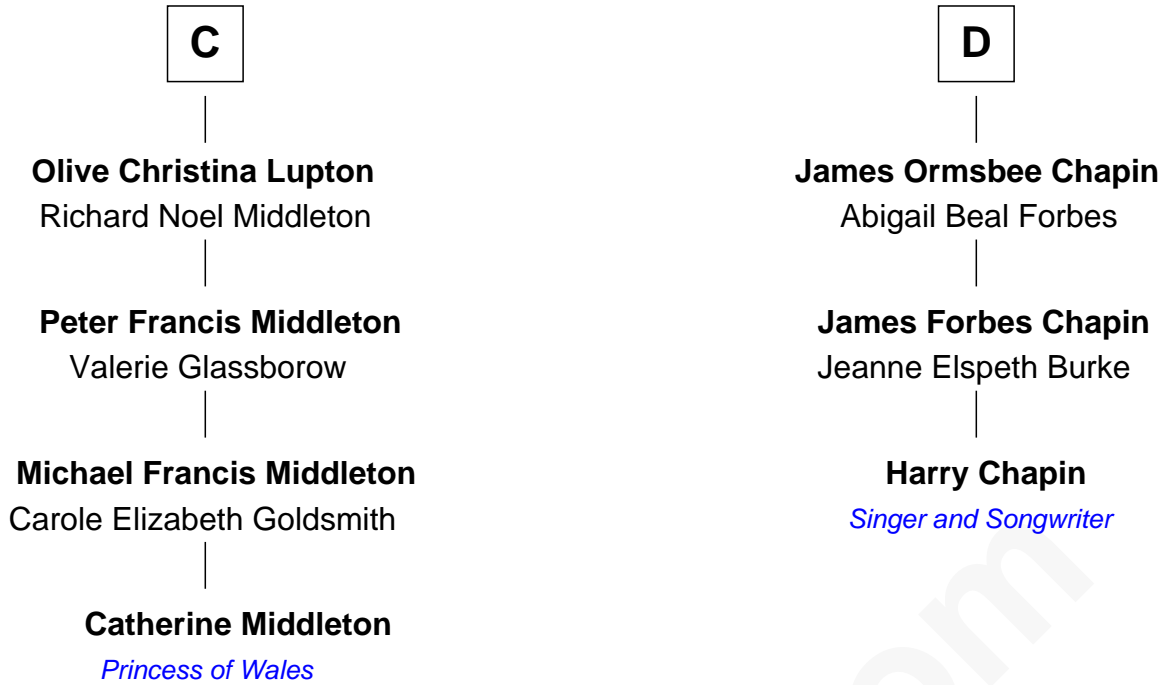 C
Olive Christina Lupton
Richard Noel Middleton
Peter Francis Middleton
Valerie Glassborow
Michael Francis Middleton
Carole Elizabeth Goldsmith
Catherine Middleton
Princess of Wales
D
James Ormsbee Chapin
Abigail Beal Forbes
James Forbes Chapin
Jeanne Elspeth Burke
Harry Chapin
Singer and Songwriter
om